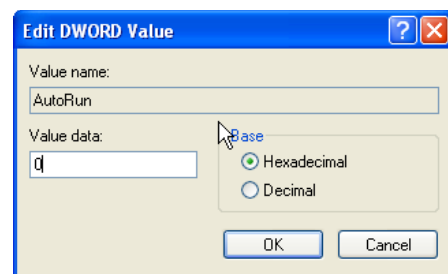 Edit DWORD Value
Value name:
AutoRun
Value data:
0
Base
Hexadecimal
Decimal
OK
Cancel